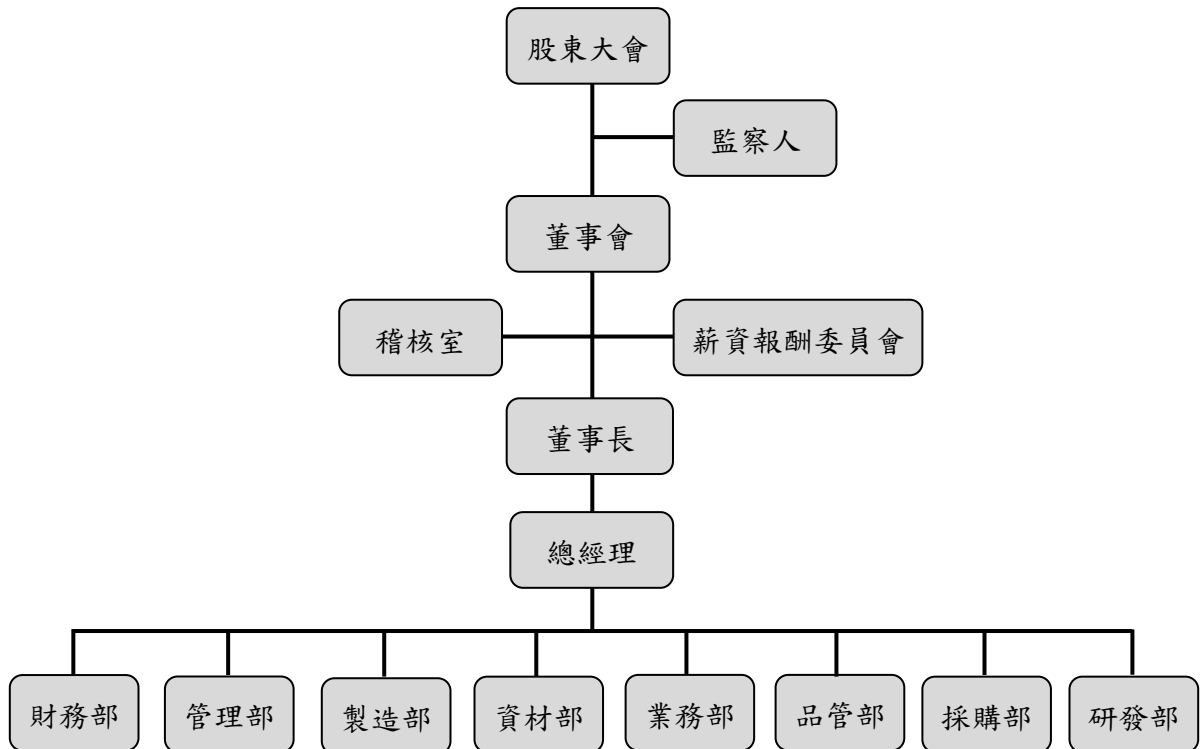 股東大會
監察人
董事會
稽核室
薪資報酬委員會
董事長
總經理
財務部
管理部
製造部
資材部
業務部
品管部
採購部
研發部